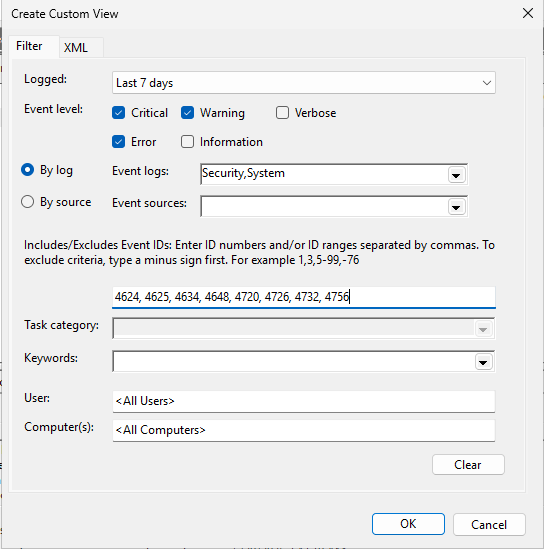 Create Custom View
Filter XML
Logged: Last 7 days
Event level: Critical Warning Verbose
Error Information
By log Event logs: Security,System
By source Event sources:
Includes/Excludes Event IDs: Enter ID numbers and/or ID ranges separated by commas. To
exclude criteria, type a minus sign first. For example 1,3,5-99,-76
4624, 4625, 4634, 4648, 4720, 4726, 4732, 4756
Task category:
Keywords:
User: <All Users>
Computer(s): <All Computers>
Clear
OK Cancel